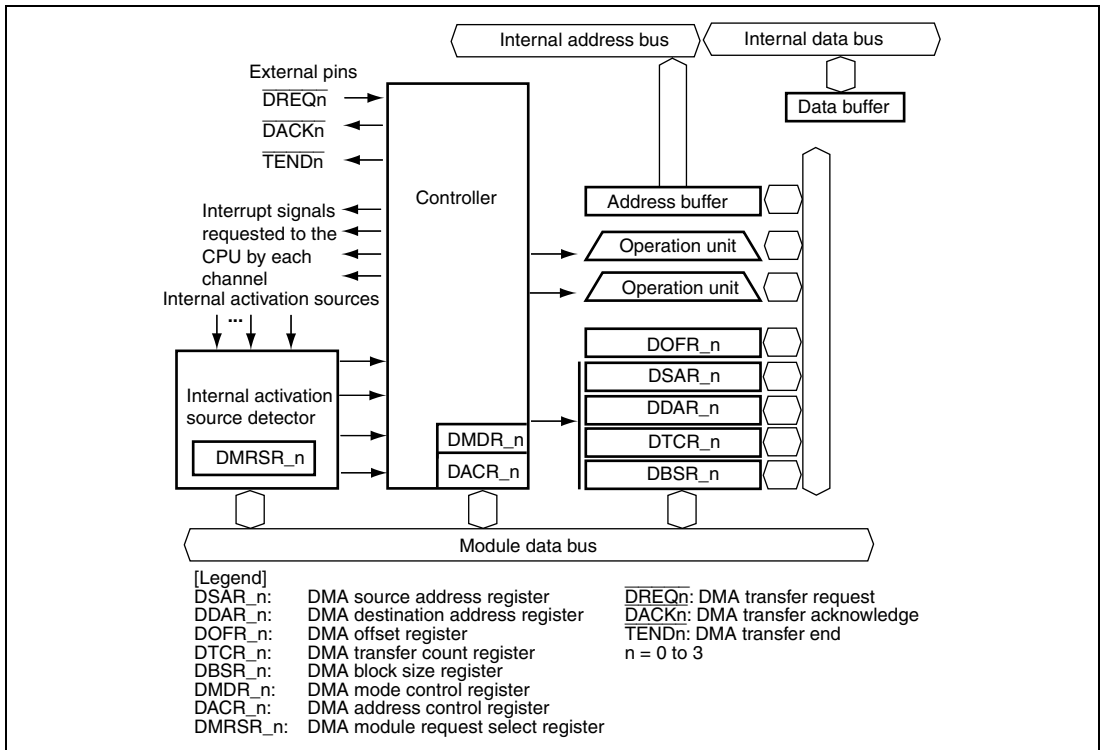 Internal address bus
Internal data bus
External pins
DREQn
DACKn
TENDn
Data buffer
Controller
Address buffer
Interrupt signals
requested to the
CPU by each
channel
Operation unit
Operation unit
Internal activation sources
...
DOFR_n
DSAR_n
DDAR_n
DTCR_n
DBSR_n
Internal activation
source detector
DMRSR_n
DMDR_n
DACR_n
Module data bus
[Legend]
DSAR_n: DMA source address register
DDAR_n: DMA destination address register
DOFR_n: DMA offset register
DTCR_n: DMA transfer count register
DBSR_n: DMA block size register
DMDR_n: DMA mode control register
DACR_n: DMA address control register
DMRSR_n: DMA module request select register
DREQn: DMA transfer request
DACKn: DMA transfer acknowledge
TENDn: DMA transfer end
n = 0 to 3